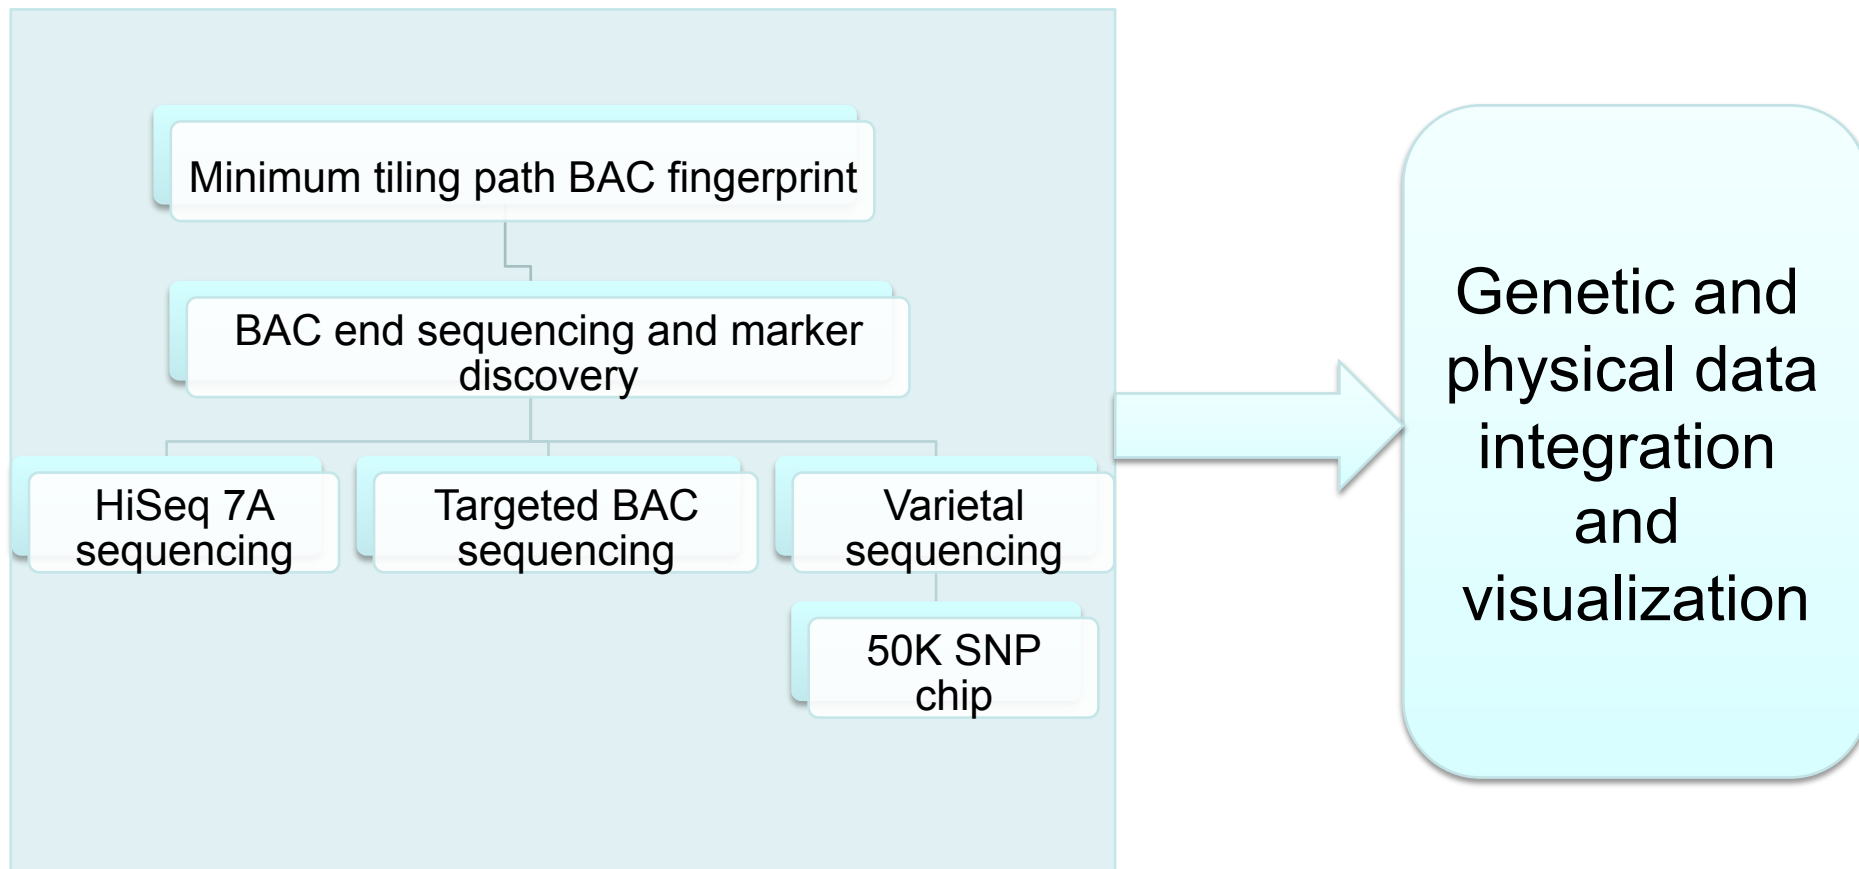 Minimum tiling path BAC fingerprint
BAC end sequencing and marker
discovery
HiSeq 7A
sequencing
Targeted BAC
sequencing
Varietal
sequencing
50K SNP
chip
Genetic and
physical data
integration
and
visualization